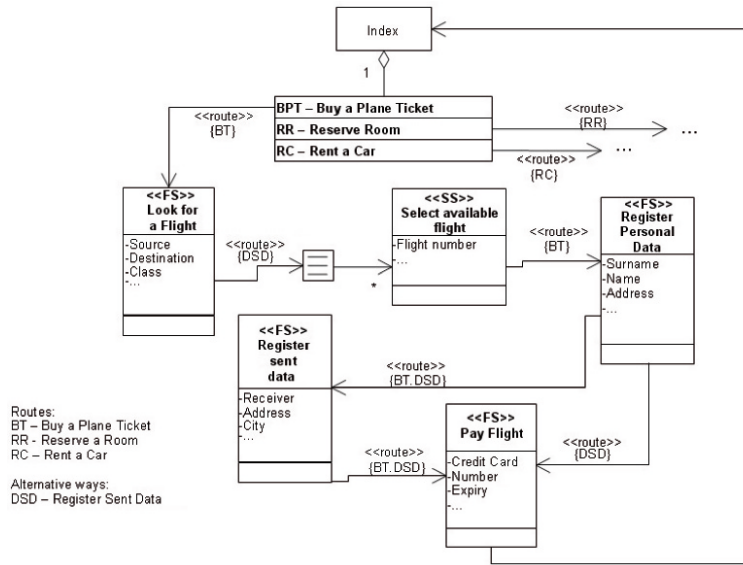 Index
1
BPT – Buy a Plane Ticket
RR – Reserve Room
RC – Rent a Car
<<route>>
{BT}
<<route>>
{RR}
...
<<route>>
{RC}
...
<<FS>>
Look for
a Flight
-Source
-Destination
-Class
-...
<<route>>
{DSD}
*
<<SS>>
Select available
flight
-Flight number
-...
<<route>>
{BT}
<<FS>>
Register
Personal
Data
-Surname
-Name
-Address
-...
<<FS>>
Register
sent
data
-Receiver
-Address
-City
-...
<<route>>
{BT.DSD}
<<route>>
{BT.DSD}
<<FS>>
Pay Flight
-Credit Card
-Number
-Expiry
-...
<<route>>
{DSD}
Routes:
BT – Buy a Plane Ticket
RR - Reserve a Room
RC – Rent a Car
Alternative ways:
DSD – Register Sent Data